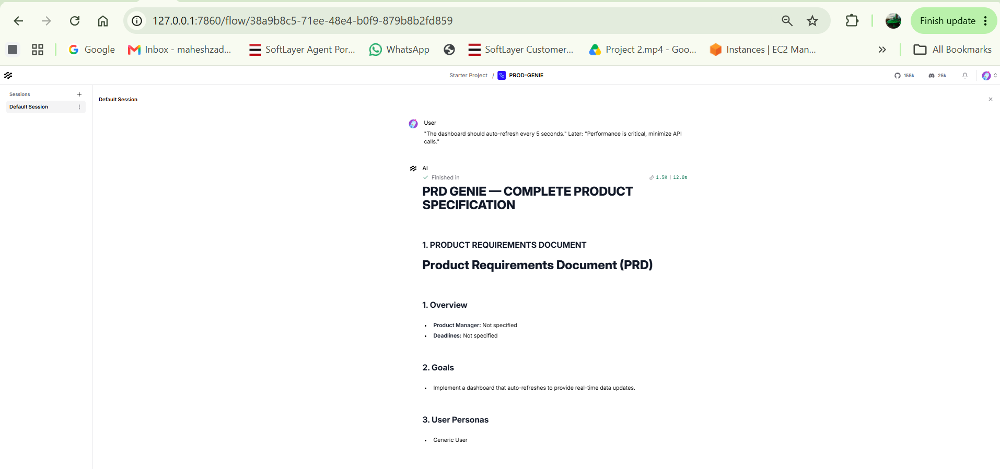 127.0.0.1:7860/flow/38a9b8c5-71ee-48e4-b0f9-879b8b2fd859
Finish update
Google
Inbox - maheshzad...
SoftLayer Agent Por...
WhatsApp
SoftLayer Customer...
Project 2.mp4 - Goo...
Instances | EC2 Man...
All Bookmarks
Starter Project / PROD-GENIE
155k
25k
Sessions
Default Session
Default Session
User
"The dashboard should auto-refresh every 5 seconds." Later: "Performance is critical, minimize API
calls."
AI
Finished in
1.5K | 12.0s
PRD GENIE — COMPLETE PRODUCT
SPECIFICATION
1. PRODUCT REQUIREMENTS DOCUMENT
Product Requirements Document (PRD)
1. Overview
• Product Manager: Not specified
• Deadlines: Not specified
2. Goals
• Implement a dashboard that auto-refreshes to provide real-time data updates.
3. User Personas
• Generic User